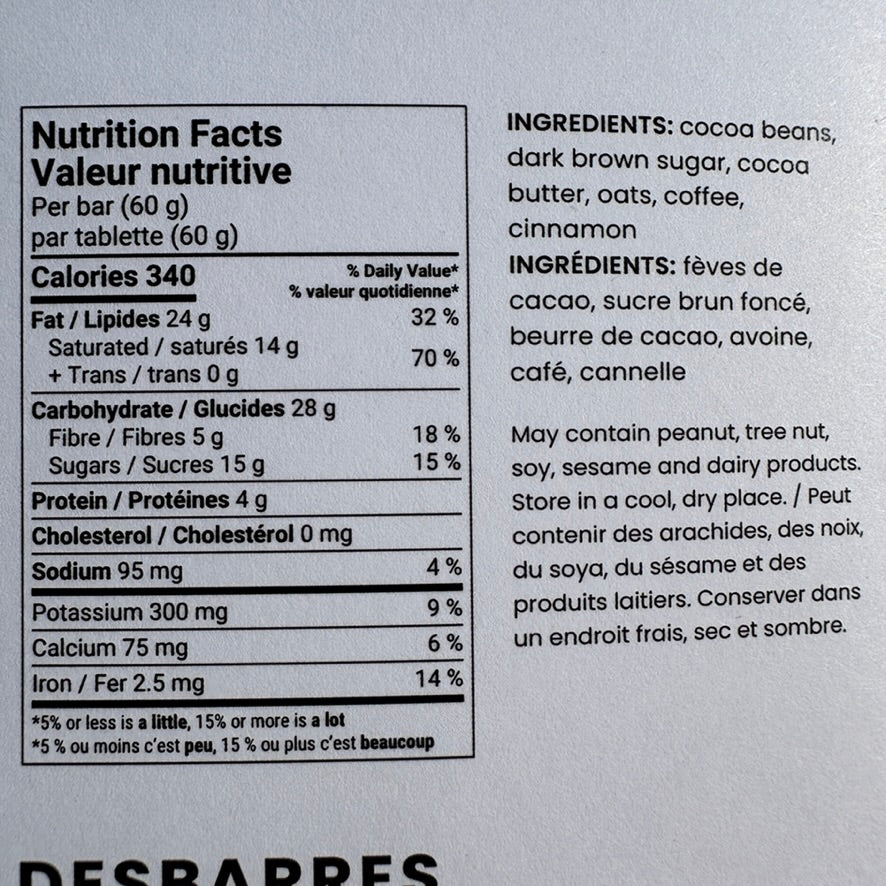 Nutrition Facts
Valeur nutritive
Per bar (60 g)
par tablette (60 g)
Calories 340
% Daily Value*
% valeur quotidienne*
Fat / Lipides 24 g 32 %
Saturated / saturés 14 g
+ Trans / trans 0 g 70 %
Carbohydrate / Glucides 28 g
Fibre / Fibres 5 g 18 %
Sugars / Sucres 15 g 15 %
Protein / Protéines 4 g
Cholesterol / Cholestérol 0 mg
Sodium 95 mg 4 %
Potassium 300 mg 9 %
Calcium 75 mg 6 %
Iron / Fer 2.5 mg 14 %
*5% or less is a little, 15% or more is a lot
*5 % ou moins c'est peu, 15 % ou plus c'est beaucoup
INGREDIENTS: cocoa beans,
dark brown sugar, cocoa
butter, oats, coffee,
cinnamon
INGRÉDIENTS: fèves de
cacao, sucre brun foncé,
beurre de cacao, avoine,
café, cannelle
May contain peanut, tree nut,
soy, sesame and dairy products.
Store in a cool, dry place. / Peut
contenir des arachides, des noix,
du soya, du sésame et des
produits laitiers. Conserver dans
un endroit frais, sec et sombre.
DESBARRES